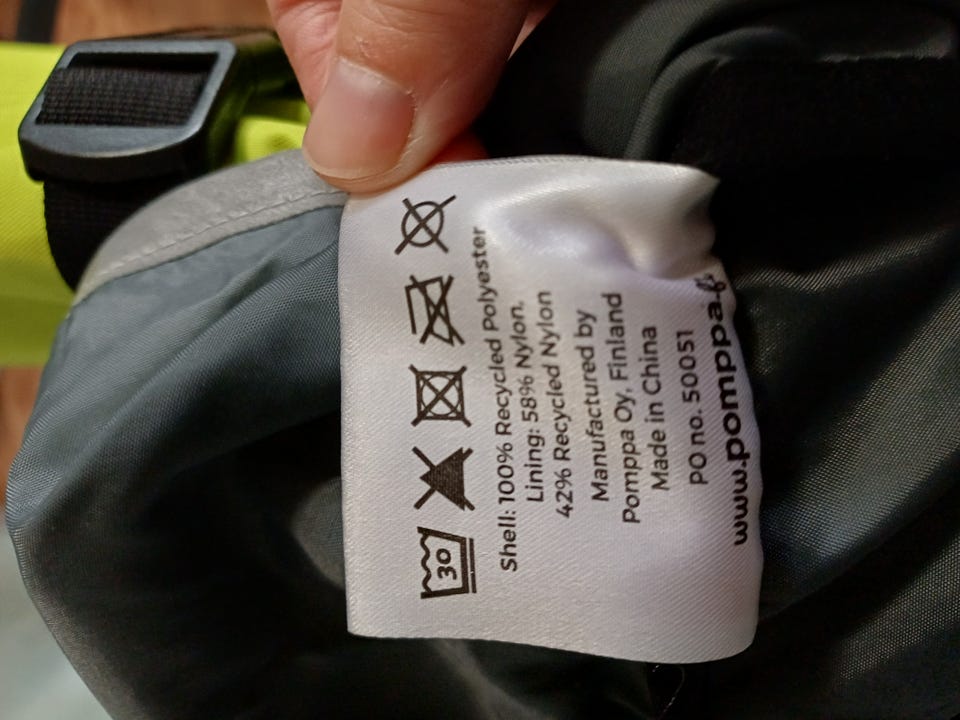 30
Shell: 100% Recycled Polyester
Lining: 58% Nylon,
42% Recycled Nylon
Manufactured by
Pomppa Oy, Finland
Made in China
PO no. 50051
www.pomppa.fi